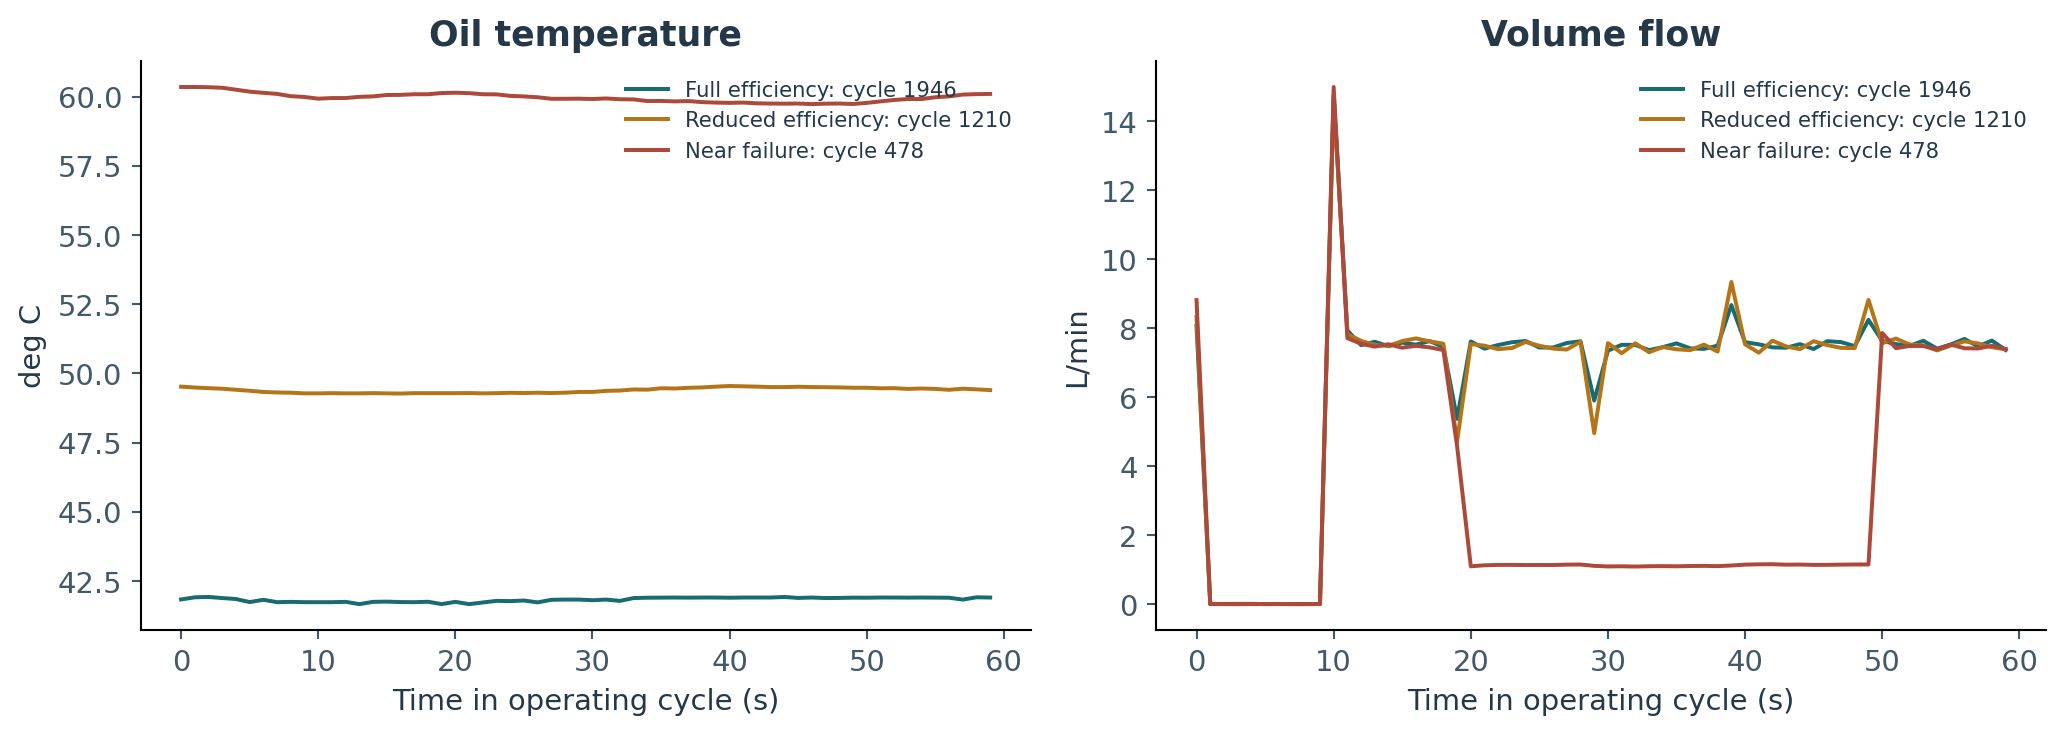 Oil temperature
deg C
60.0
57.5
55.0
52.5
50.0
47.5
45.0
42.5
Full efficiency: cycle 1946
Reduced efficiency: cycle 1210
Near failure: cycle 478
0 10 20 30 40 50 60
Time in operating cycle (s)
Volume flow
L/min
14
12
10
8
6
4
2
0
Full efficiency: cycle 1946
Reduced efficiency: cycle 1210
Near failure: cycle 478
0 10 20 30 40 50 60
Time in operating cycle (s)